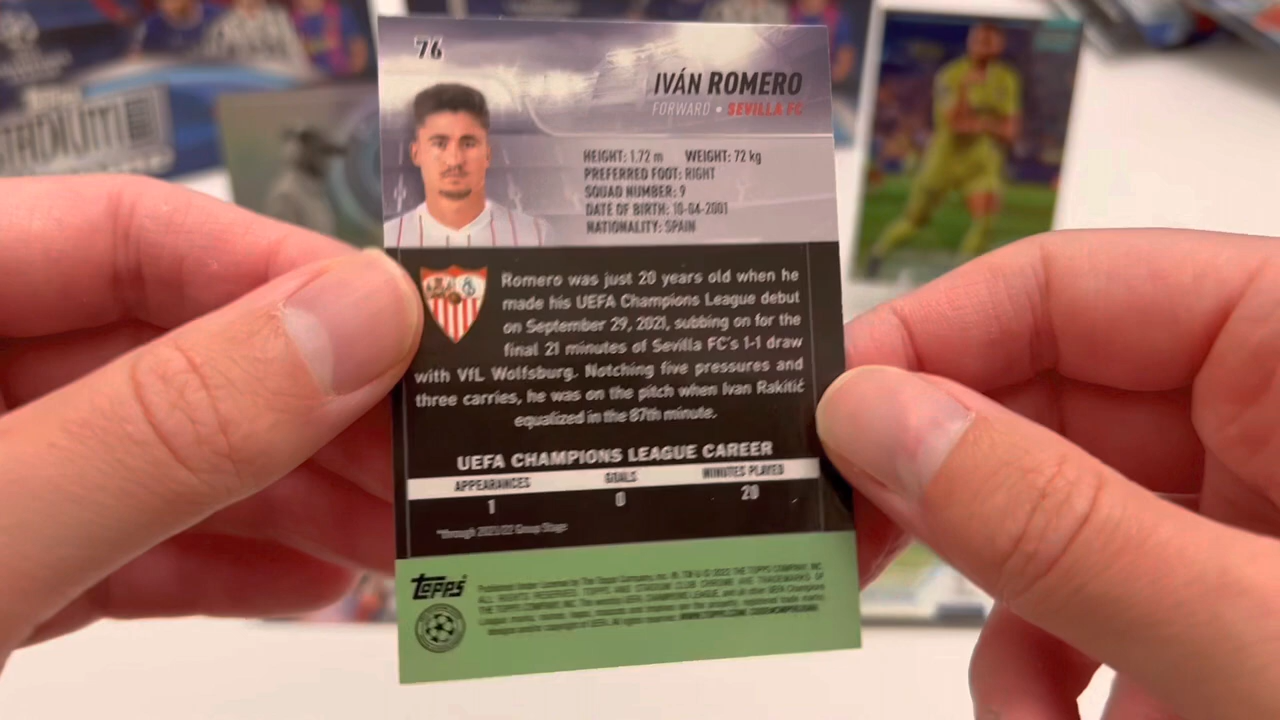 76
IVÁN ROMERO
FORWARD • SEVILLA FC
HEIGHT: 1.72 m WEIGHT: 72 kg
PREFERRED FOOT: RIGHT
SQUAD NUMBER: 9
DATE OF BIRTH: 10-04-2001
NATIONALITY: SPAIN
Romero was just 20 years old when he
made his UEFA Champions League debut
on September 29, 2021, subbing on for the
final 21 minutes of Sevilla FC's 1-1 draw
with VfL Wolfsburg. Notching five pressures and
three carries, he was on the pitch when Ivan Rakitić
equalized in the 87th minute.
UEFA CHAMPIONS LEAGUE CAREER
APPEARANCES GOALS MINUTES PLAYED
1 0 20
*Through 2021/22 Group Stage
TOPPS